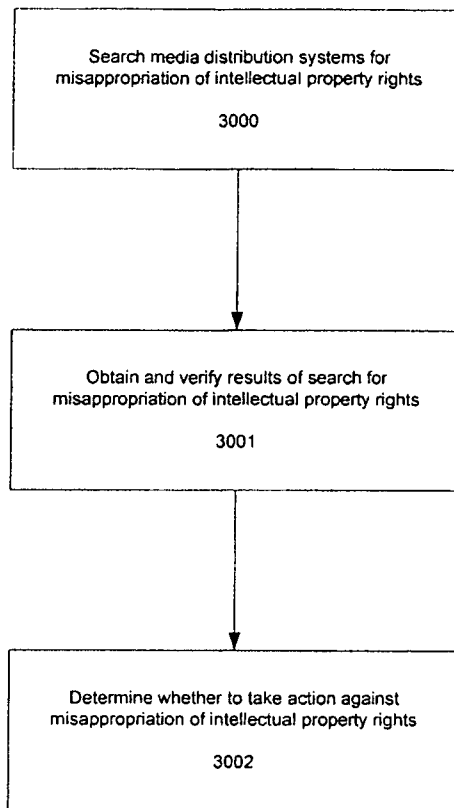 Search media distribution systems for
misappropriation of intellectual property rights
3000
Obtain and verify results of search for
misappropriation of intellectual property rights
3001
Determine whether to take action against
misappropriation of intellectual property rights
3002